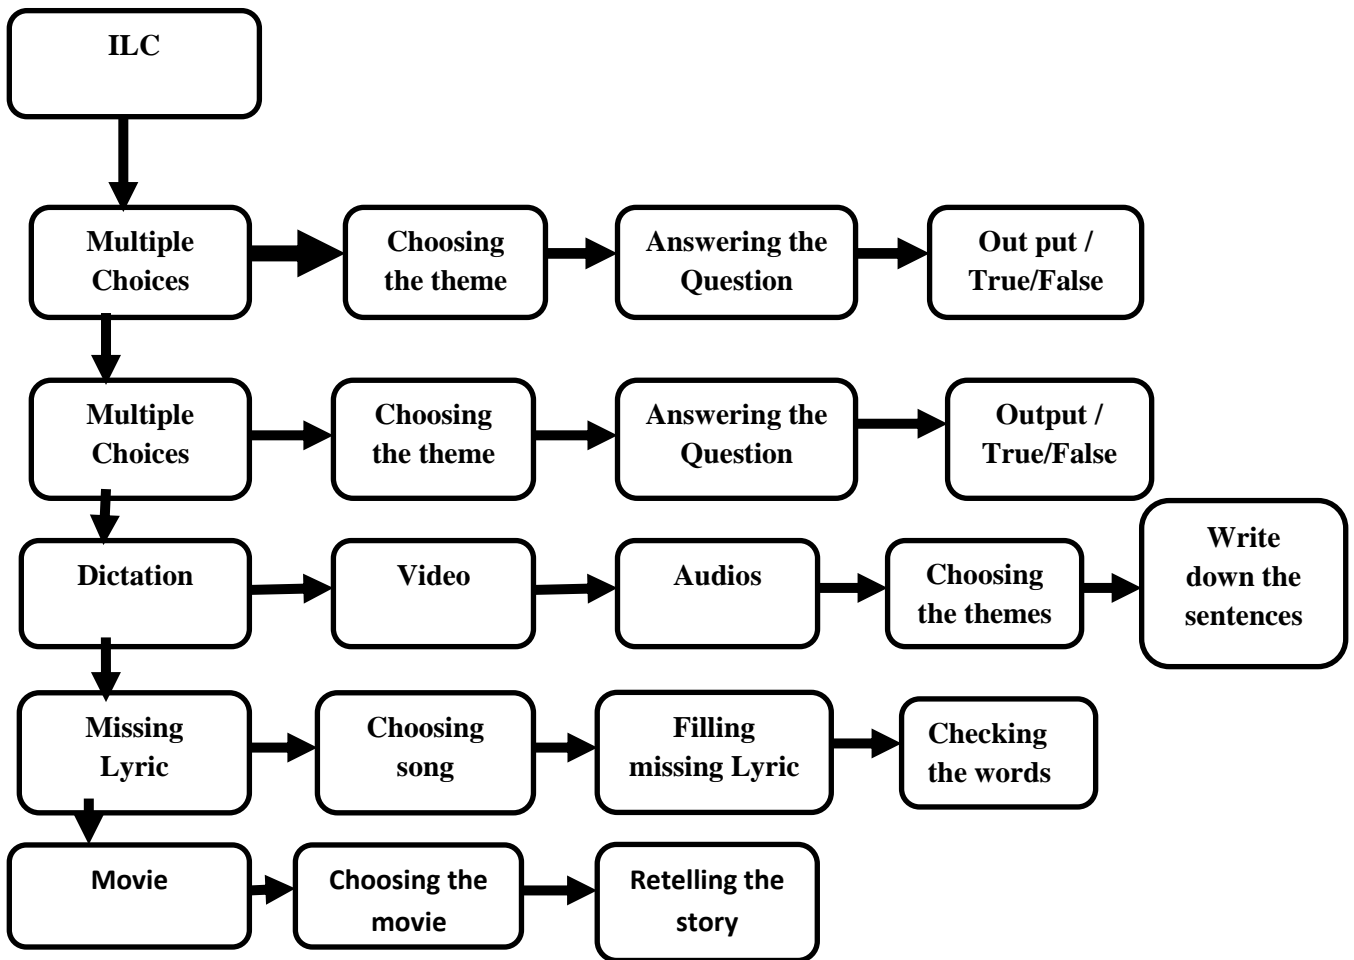 ILC
Multiple
Choices
Choosing
the theme
Answering the
Question
Out put /
True/False
Multiple
Choices
Choosing
the theme
Answering the
Question
Output /
True/False
Dictation
Video
Audios
Choosing
the themes
Write
down the
sentences
Missing
Lyric
Choosing
song
Filling
missing Lyric
Checking
the words
Movie
Choosing the
movie
Retelling the
story